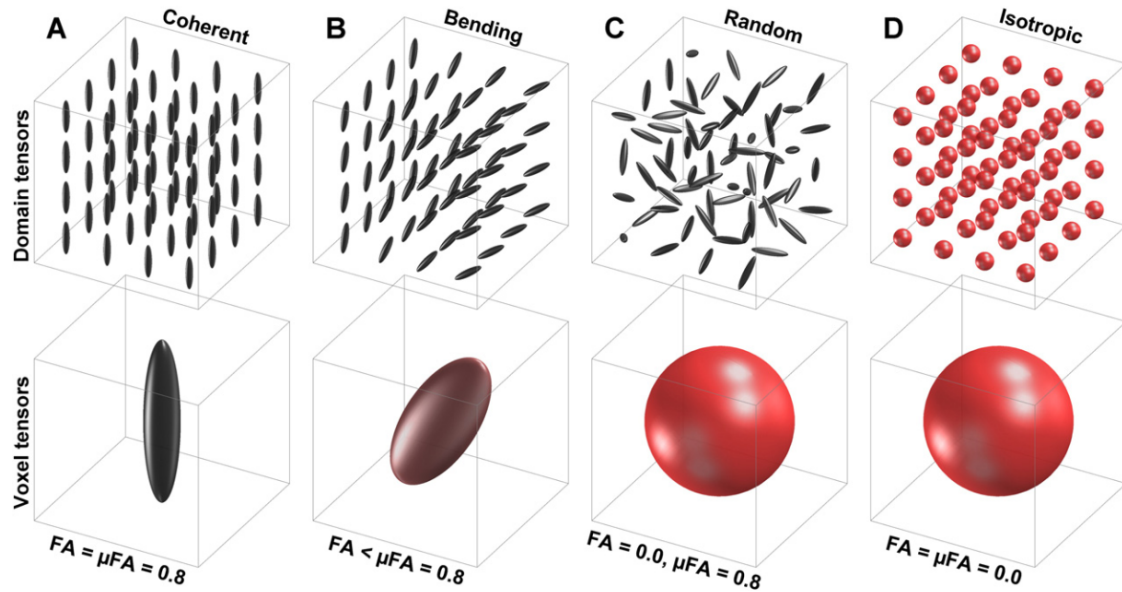 A Coherent
B Bending
C Random
D Isotropic
Domain tensors
Voxel tensors
FA = µFA = 0.8
FA < µFA = 0.8
FA = 0.0, µFA = 0.8
FA = µFA = 0.0